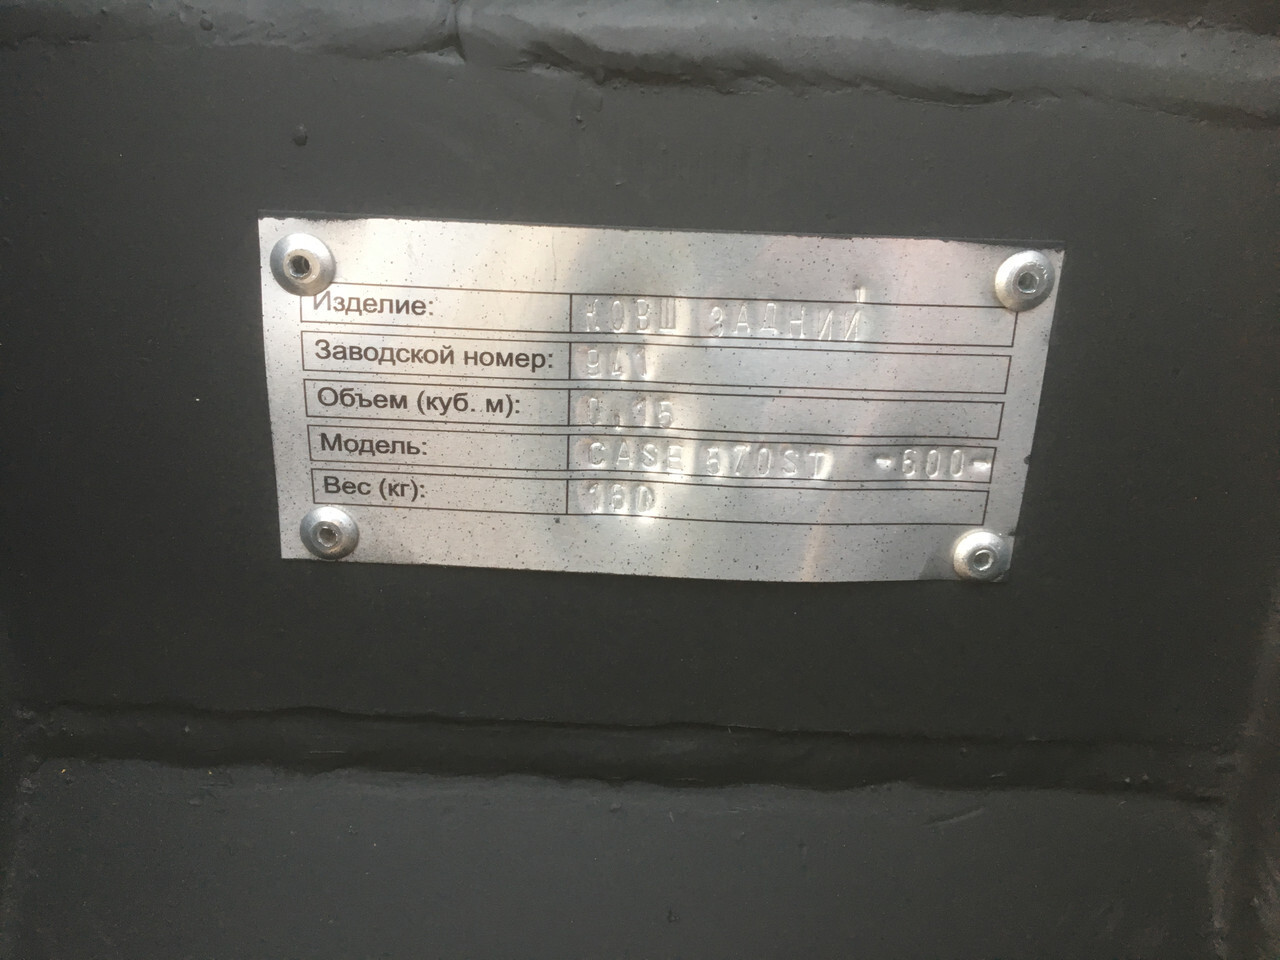 Изделие: КОВШ ЗАДНИЙ
Заводской номер: 941
Объем (куб. м): 0,15
Модель: CASE 570ST -600-
Вес (кг): 160